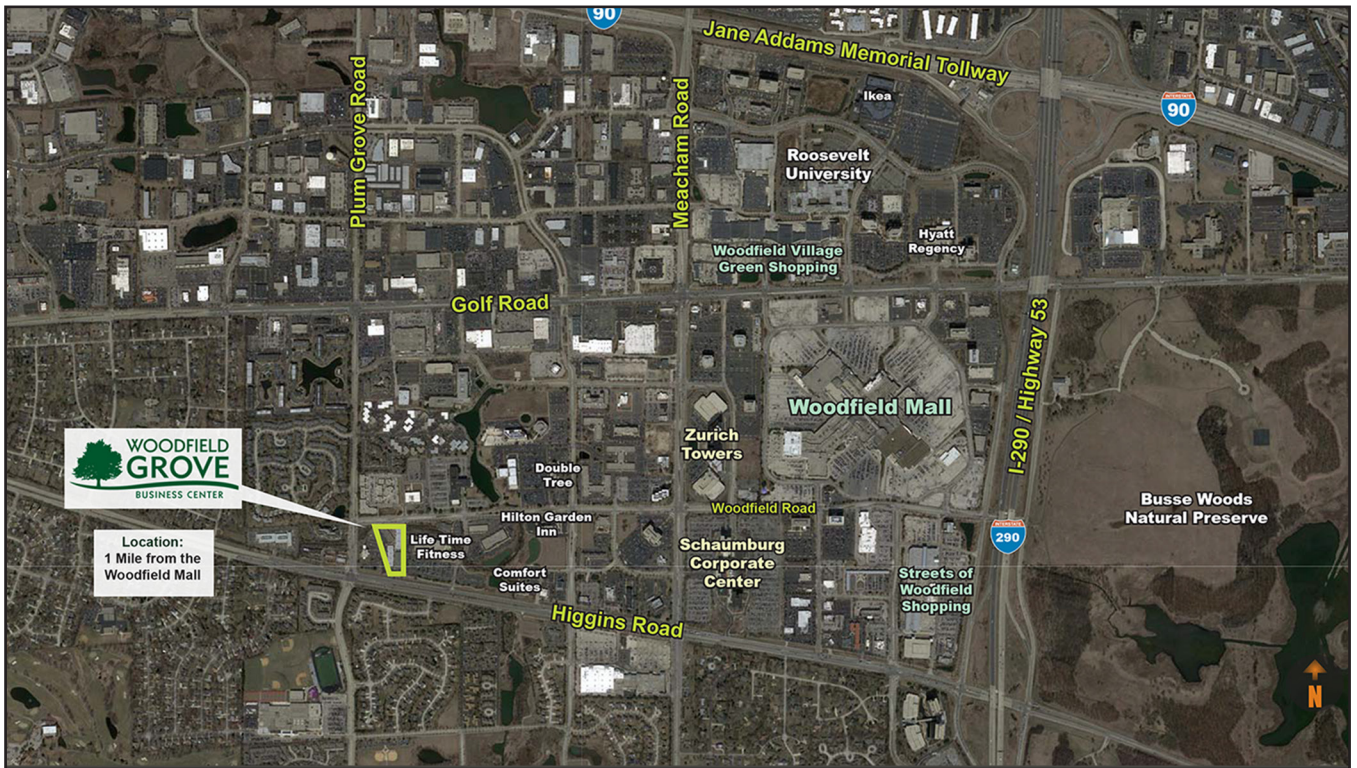 90
Jane Addams Memorial Tollway
Plum Grove Road
Meacham Road
Ikea
INTERSTATE
90
Roosevelt
University
Hyatt
Regency
Woodfield Village
Green Shopping
Golf Road
I-290 / Highway 53
Woodfield Mall
WOODFIELD
GROVE
BUSINESS CENTER
Zurich
Towers
Double
Tree
Woodfield Road
Busse Woods
Natural Preserve
Hilton Garden
Inn
INTERSTATE
290
Location:
1 Mile from the
Woodfield Mall
Life Time
Fitness
Schaumburg
Corporate
Center
Comfort
Suites
Streets of
Woodfield
Shopping
Higgins Road
N